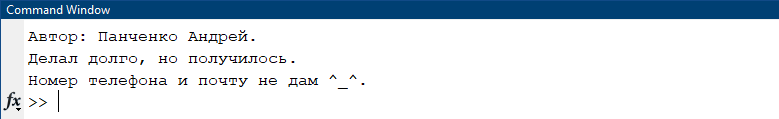 Command Window
Автор: Панченко Андрей.
Делал долго, но получилось.
Номер телефона и почту не дам ^_^.
fx >>